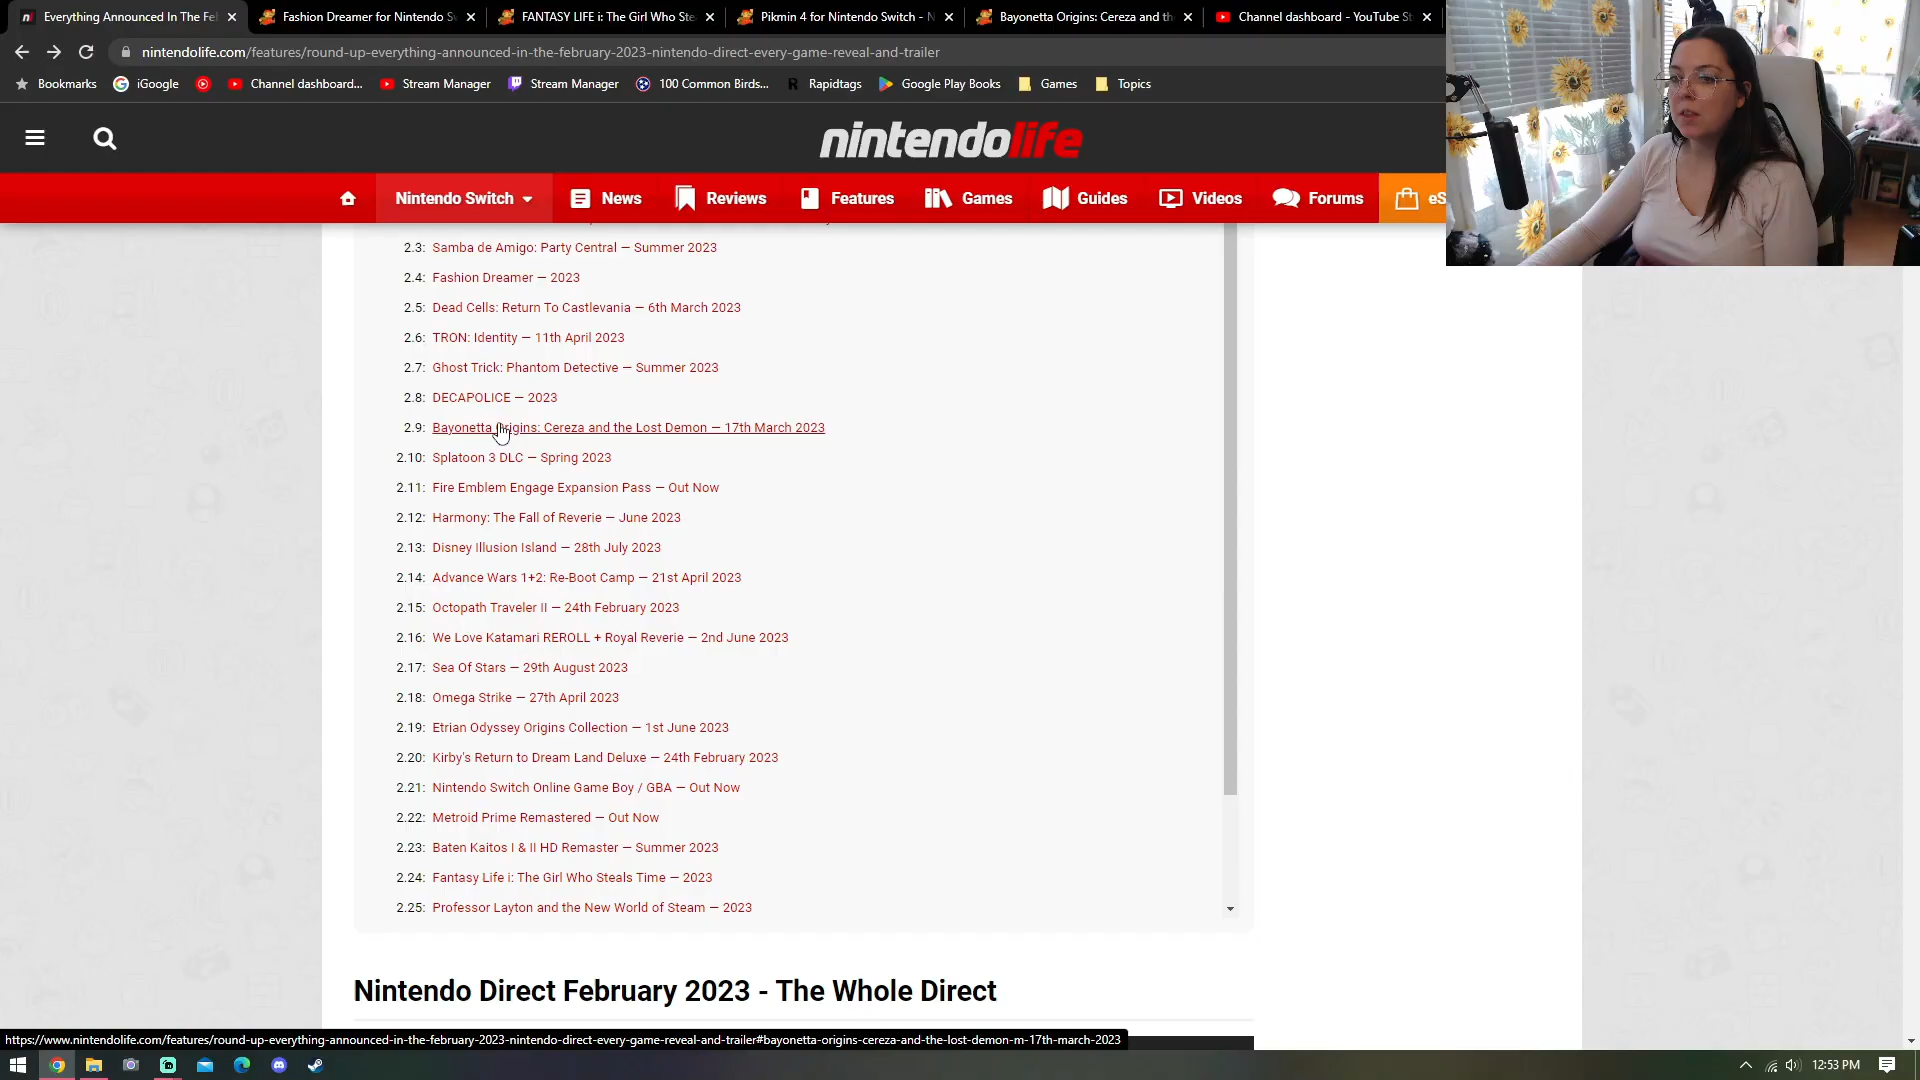 Everything Announced In The Fe
Fashion Dreamer for Nintendo S
FANTASY LIFE i: The Girl Who Ste
Pikmin 4 for Nintendo Switch - N
Bayonetta Origins: Cereza and th
Channel dashboard - YouTube St
nintendolife.com/features/round-up-everything-announced-in-the-february-2023-nintendo-direct-every-game-reveal-and-trailer
Bookmarks
iGoogle
Channel dashboard...
Stream Manager
Stream Manager
100 Common Birds...
Rapidtags
Google Play Books
Games
Topics
nintendolife
Nintendo Switch
News
Reviews
Features
Games
Guides
Videos
Forums
eS
2.3: Samba de Amigo: Party Central — Summer 2023
2.4: Fashion Dreamer — 2023
2.5: Dead Cells: Return To Castlevania — 6th March 2023
2.6: TRON: Identity — 11th April 2023
2.7: Ghost Trick: Phantom Detective — Summer 2023
2.8: DECAPOLICE — 2023
2.9: Bayonetta Origins: Cereza and the Lost Demon — 17th March 2023
2.10: Splatoon 3 DLC — Spring 2023
2.11: Fire Emblem Engage Expansion Pass — Out Now
2.12: Harmony: The Fall of Reverie — June 2023
2.13: Disney Illusion Island — 28th July 2023
2.14: Advance Wars 1+2: Re-Boot Camp — 21st April 2023
2.15: Octopath Traveler II — 24th February 2023
2.16: We Love Katamari REROLL + Royal Reverie — 2nd June 2023
2.17: Sea Of Stars — 29th August 2023
2.18: Omega Strike — 27th April 2023
2.19: Etrian Odyssey Origins Collection — 1st June 2023
2.20: Kirby's Return to Dream Land Deluxe — 24th February 2023
2.21: Nintendo Switch Online Game Boy / GBA — Out Now
2.22: Metroid Prime Remastered — Out Now
2.23: Baten Kaitos I & II HD Remaster — Summer 2023
2.24: Fantasy Life i: The Girl Who Steals Time — 2023
2.25: Professor Layton and the New World of Steam — 2023
Nintendo Direct February 2023 - The Whole Direct
https://www.nintendolife.com/features/round-up-everything-announced-in-the-february-2023-nintendo-direct-every-game-reveal-and-trailer#bayonetta-origins-cereza-and-the-lost-demon-m-17th-march-2023
12:53 PM